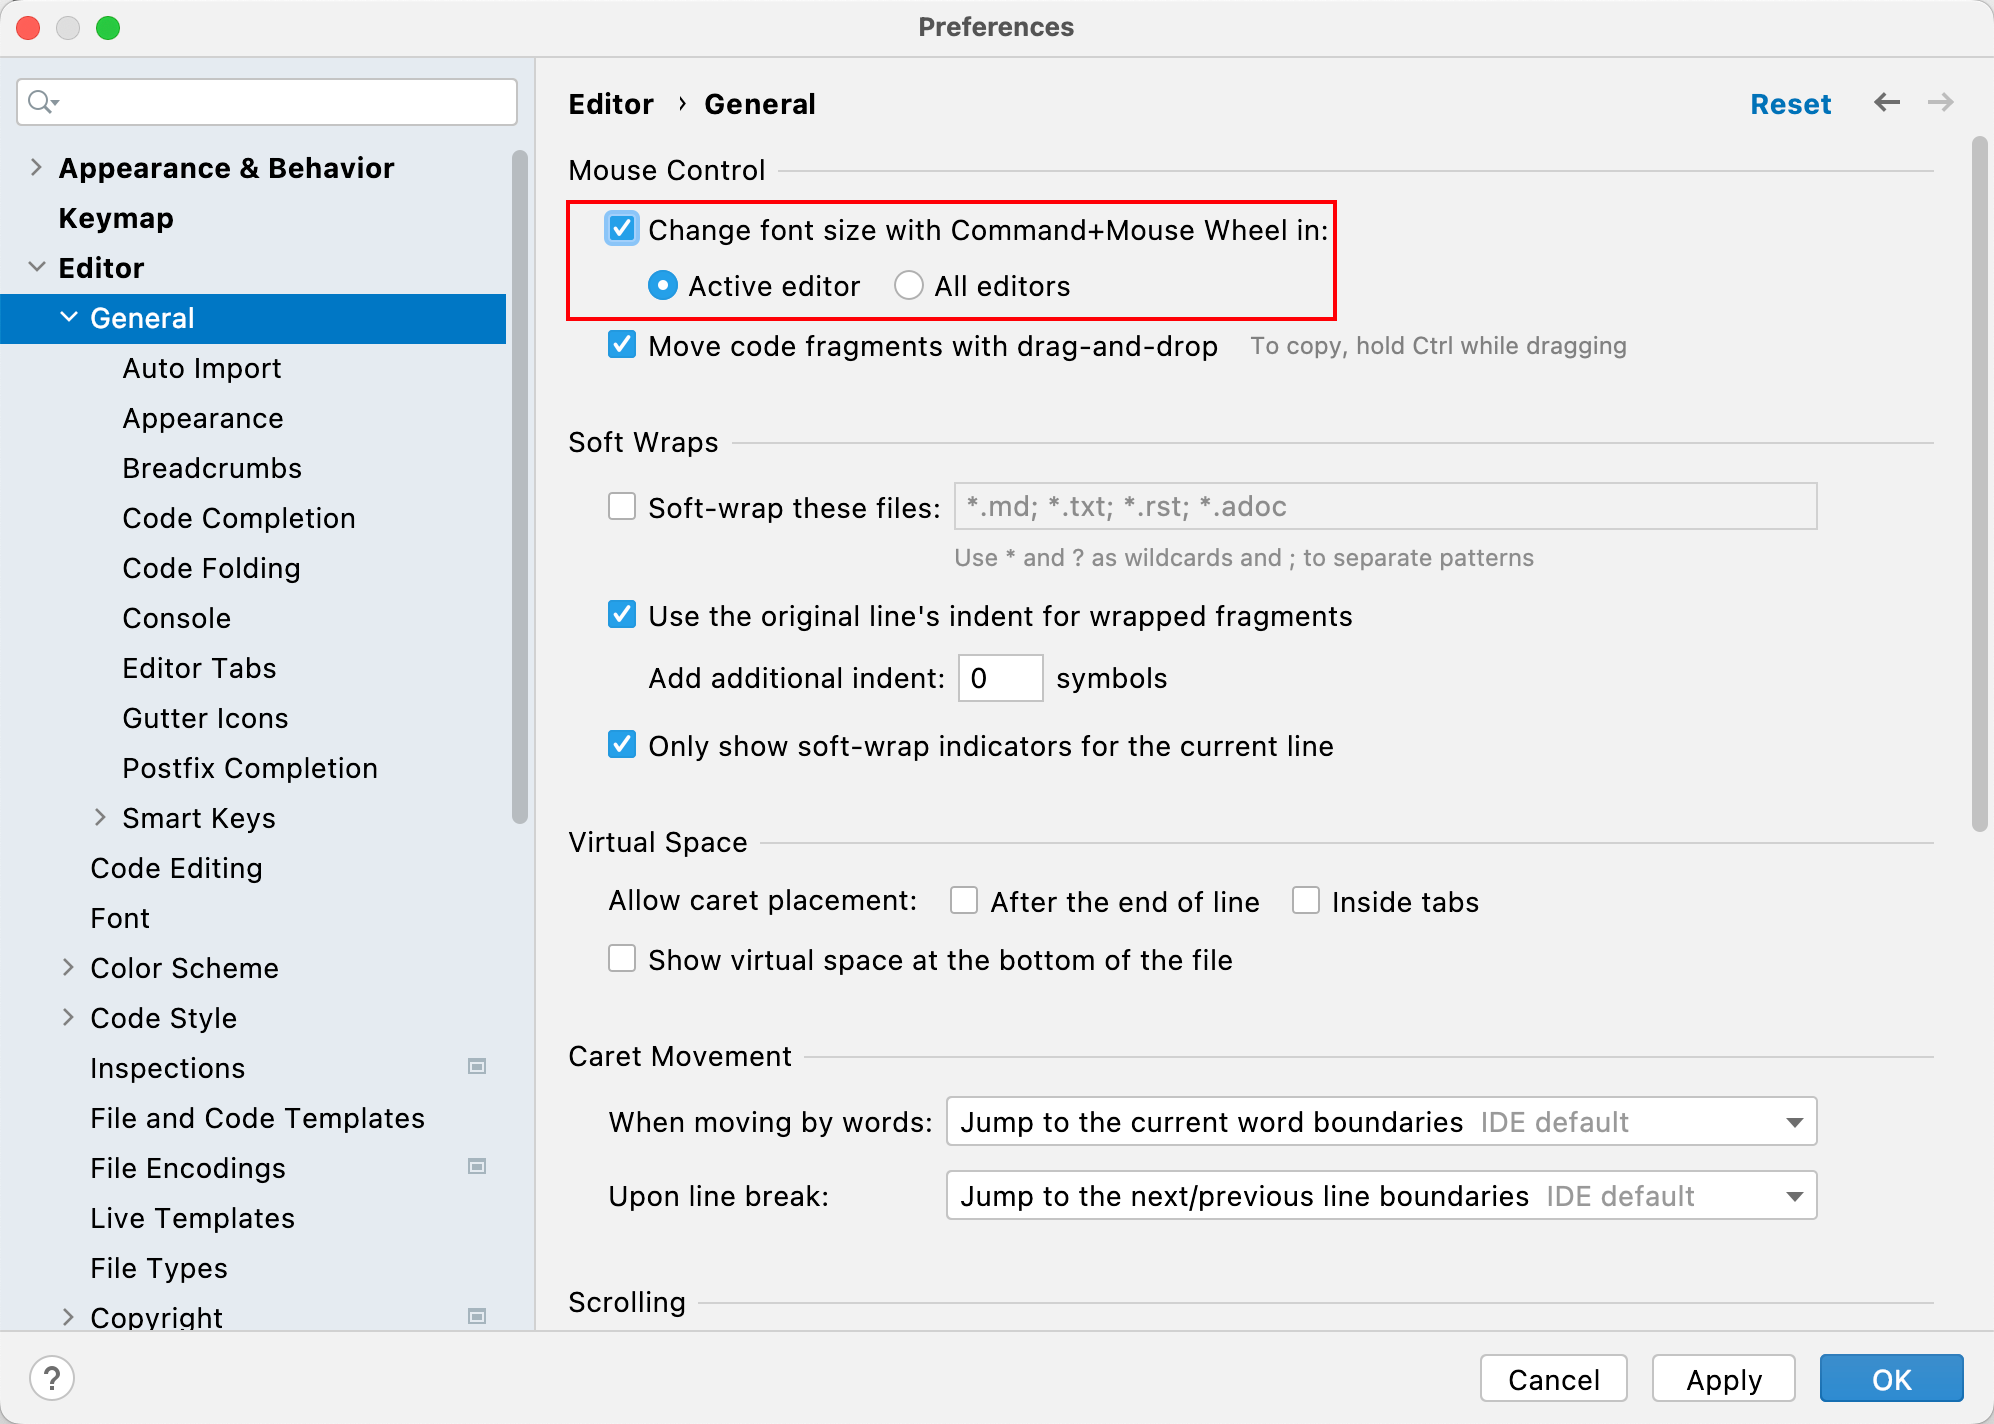 Preferences
Appearance & Behavior
Keymap
Editor
General
Auto Import
Appearance
Breadcrumbs
Code Completion
Code Folding
Console
Editor Tabs
Gutter Icons
Postfix Completion
Smart Keys
Code Editing
Font
Color Scheme
Code Style
Inspections
File and Code Templates
File Encodings
Live Templates
File Types
Copyright
Editor › General
Reset
Mouse Control
Change font size with Command+Mouse Wheel in:
Active editor All editors
Move code fragments with drag-and-drop To copy, hold Ctrl while dragging
Soft Wraps
Soft-wrap these files: *.md; *.txt; *.rst; *.adoc
Use * and ? as wildcards and ; to separate patterns
Use the original line's indent for wrapped fragments
Add additional indent: 0 symbols
Only show soft-wrap indicators for the current line
Virtual Space
Allow caret placement: After the end of line Inside tabs
Show virtual space at the bottom of the file
Caret Movement
When moving by words: Jump to the current word boundaries IDE default
Upon line break: Jump to the next/previous line boundaries IDE default
Scrolling
? Cancel Apply OK